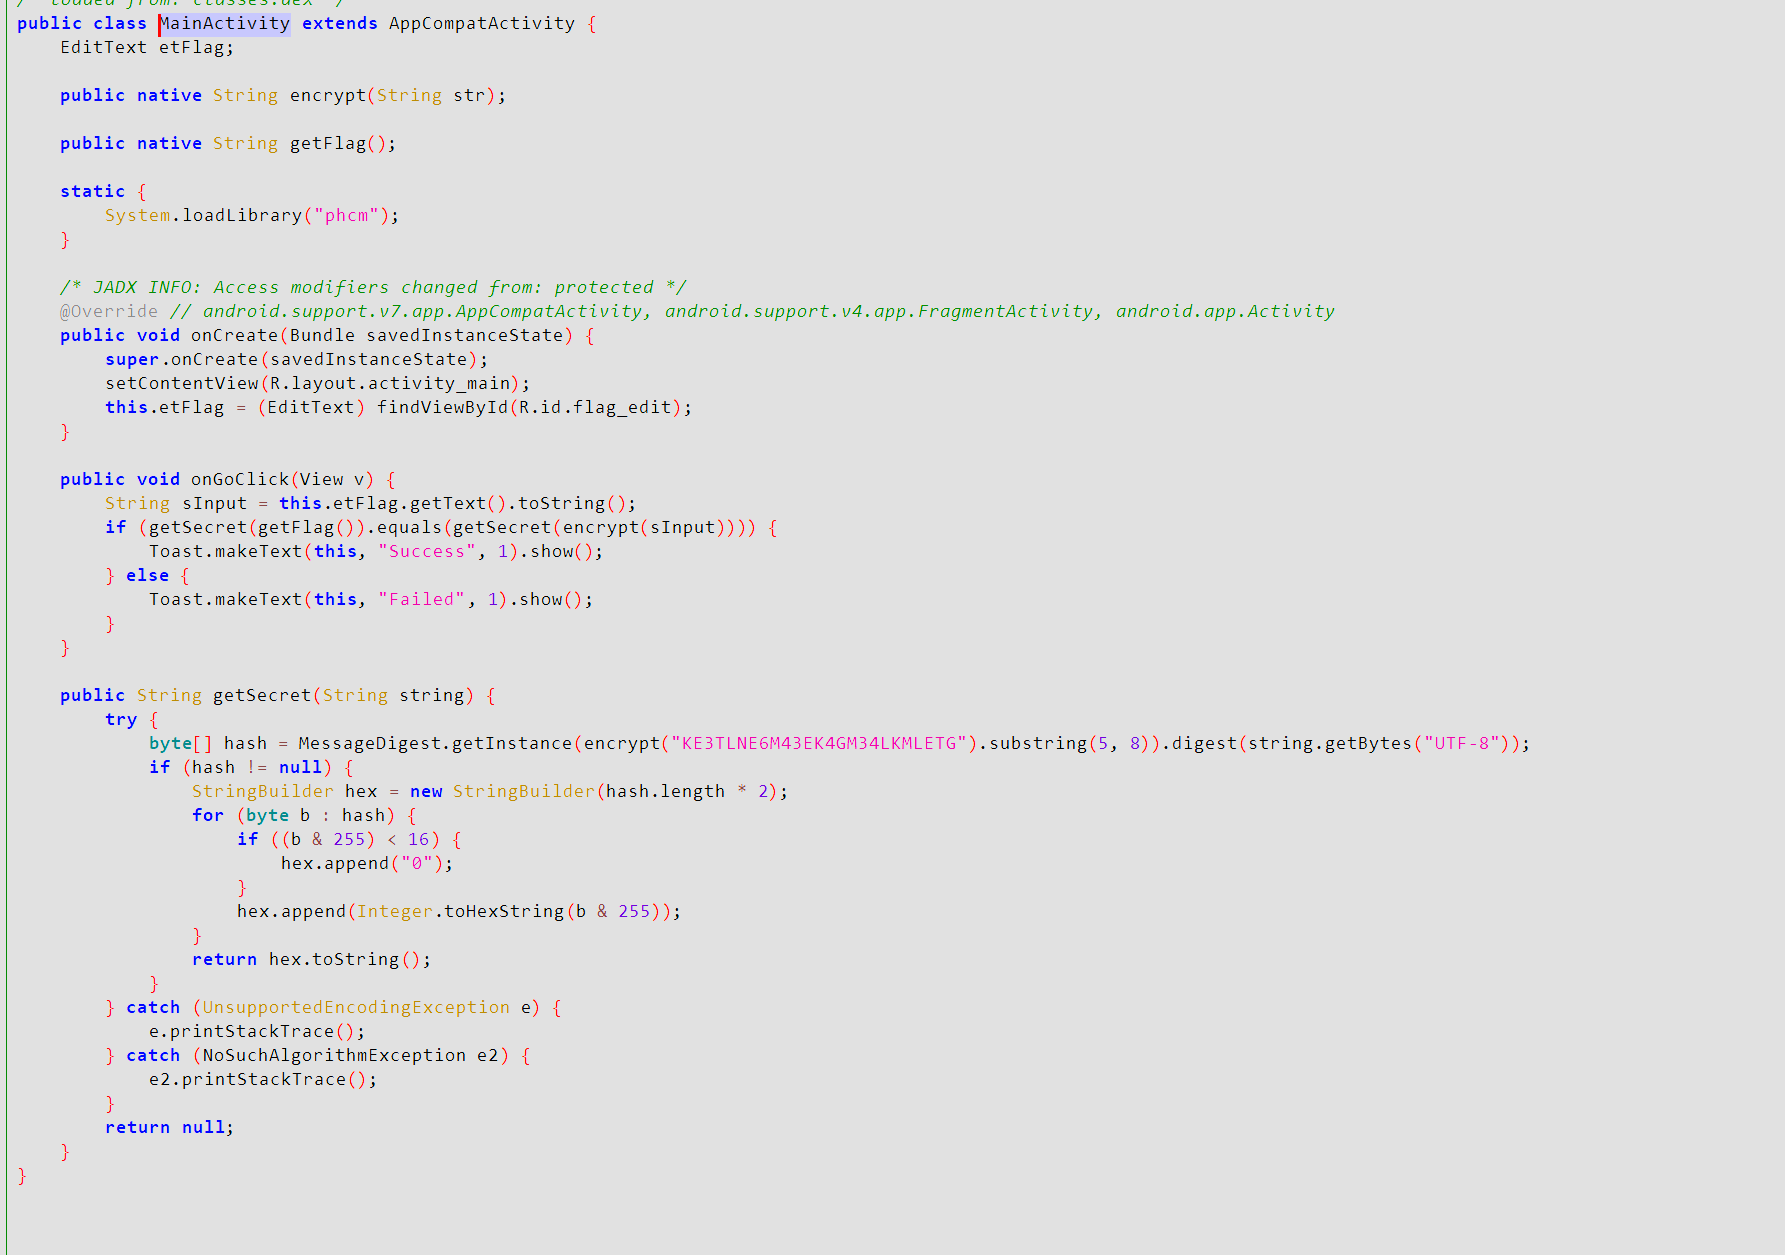 /* loaded from: classes.dex */
public class MainActivity extends AppCompatActivity {
    EditText etFlag;

    public native String encrypt(String str);

    public native String getFlag();

    static {
        System.loadLibrary("phcm");
    }

    /* JADX INFO: Access modifiers changed from: protected */
    @Override // android.support.v7.app.AppCompatActivity, android.support.v4.app.FragmentActivity, android.app.Activity
    public void onCreate(Bundle savedInstanceState) {
        super.onCreate(savedInstanceState);
        setContentView(R.layout.activity_main);
        this.etFlag = (EditText) findViewById(R.id.flag_edit);
    }

    public void onGoClick(View v) {
        String sInput = this.etFlag.getText().toString();
        if (getSecret(getFlag()).equals(getSecret(encrypt(sInput)))) {
            Toast.makeText(this, "Success", 1).show();
        } else {
            Toast.makeText(this, "Failed", 1).show();
        }
    }

    public String getSecret(String string) {
        try {
            byte[] hash = MessageDigest.getInstance(encrypt("KE3TLNE6M43EK4GM34LKMLETG").substring(5, 8)).digest(string.getBytes("UTF-8"));
            if (hash != null) {
                StringBuilder hex = new StringBuilder(hash.length * 2);
                for (byte b : hash) {
                    if ((b & 255) < 16) {
                        hex.append("0");
                    }
                    hex.append(Integer.toHexString(b & 255));
                }
                return hex.toString();
            }
        } catch (UnsupportedEncodingException e) {
            e.printStackTrace();
        } catch (NoSuchAlgorithmException e2) {
            e2.printStackTrace();
        }
        return null;
    }
}